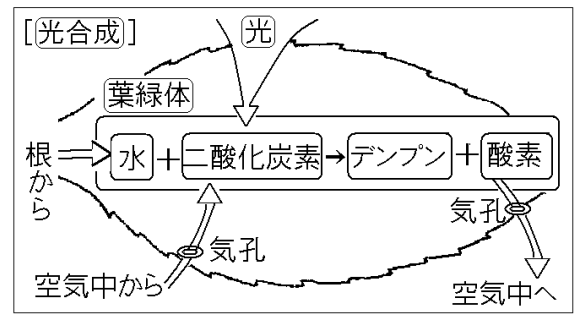 [光合成]
光
葉緑体
根から
水+二酸化炭素→デンプン+酸素
気孔
気孔
空気中から
空気中へ